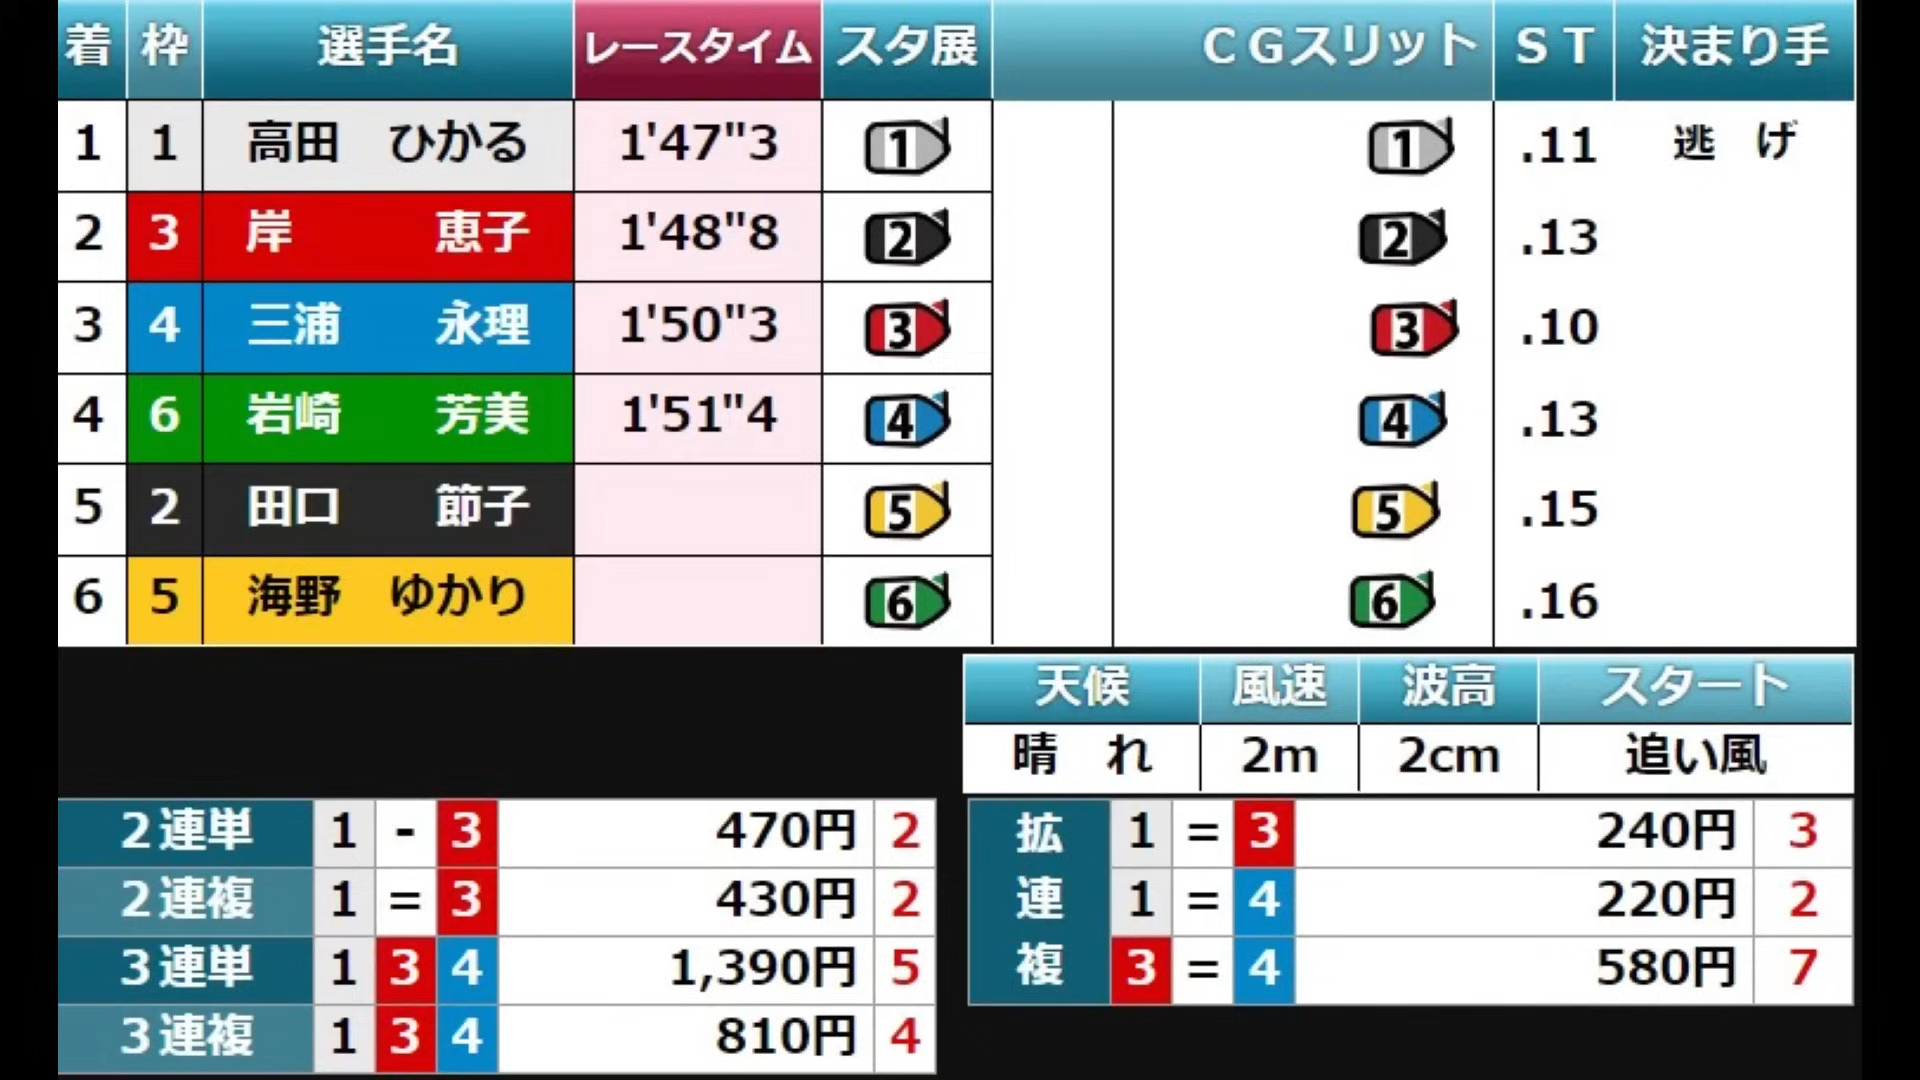 着 枠 選手名 レースタイム スタ展 CGスリット ST 決まり手
1 1 高田 ひかる 1'47"3 1 1 .11 逃げ
2 3 岸 恵子 1'48"8 2 2 .13
3 4 三浦 永理 1'50"3 3 3 .10
4 6 岩崎 芳美 1'51"4 4 4 .13
5 2 田口 節子 5 5 .15
6 5 海野 ゆかり 6 6 .16
天候 風速 波高 スタート
晴れ 2m 2cm 追い風
2連単 1 - 3 470円 2
2連複 1 = 3 430円 2
3連単 1 3 4 1,390円 5
3連複 1 3 4 810円 4
拡連複
1 = 3 240円 3
1 = 4 220円 2
3 = 4 580円 7